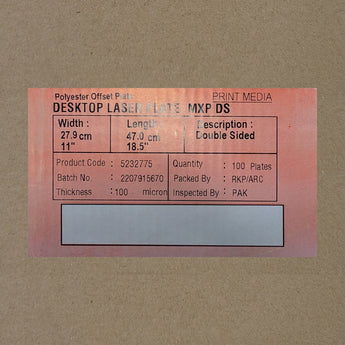 Polyester Offset Plate PRINT MEDIA
DESKTOP LASER PLATE MXP DS
Width : Length : Description :
27.9 cm 47.0 cm Double Sided
11" 18.5"
Product Code : 5232775 Quantity : 100 Plates
Batch No. : 2207915670 Packed By : RKP/ARC
Thickness : 100 micron Inspected By : PAK